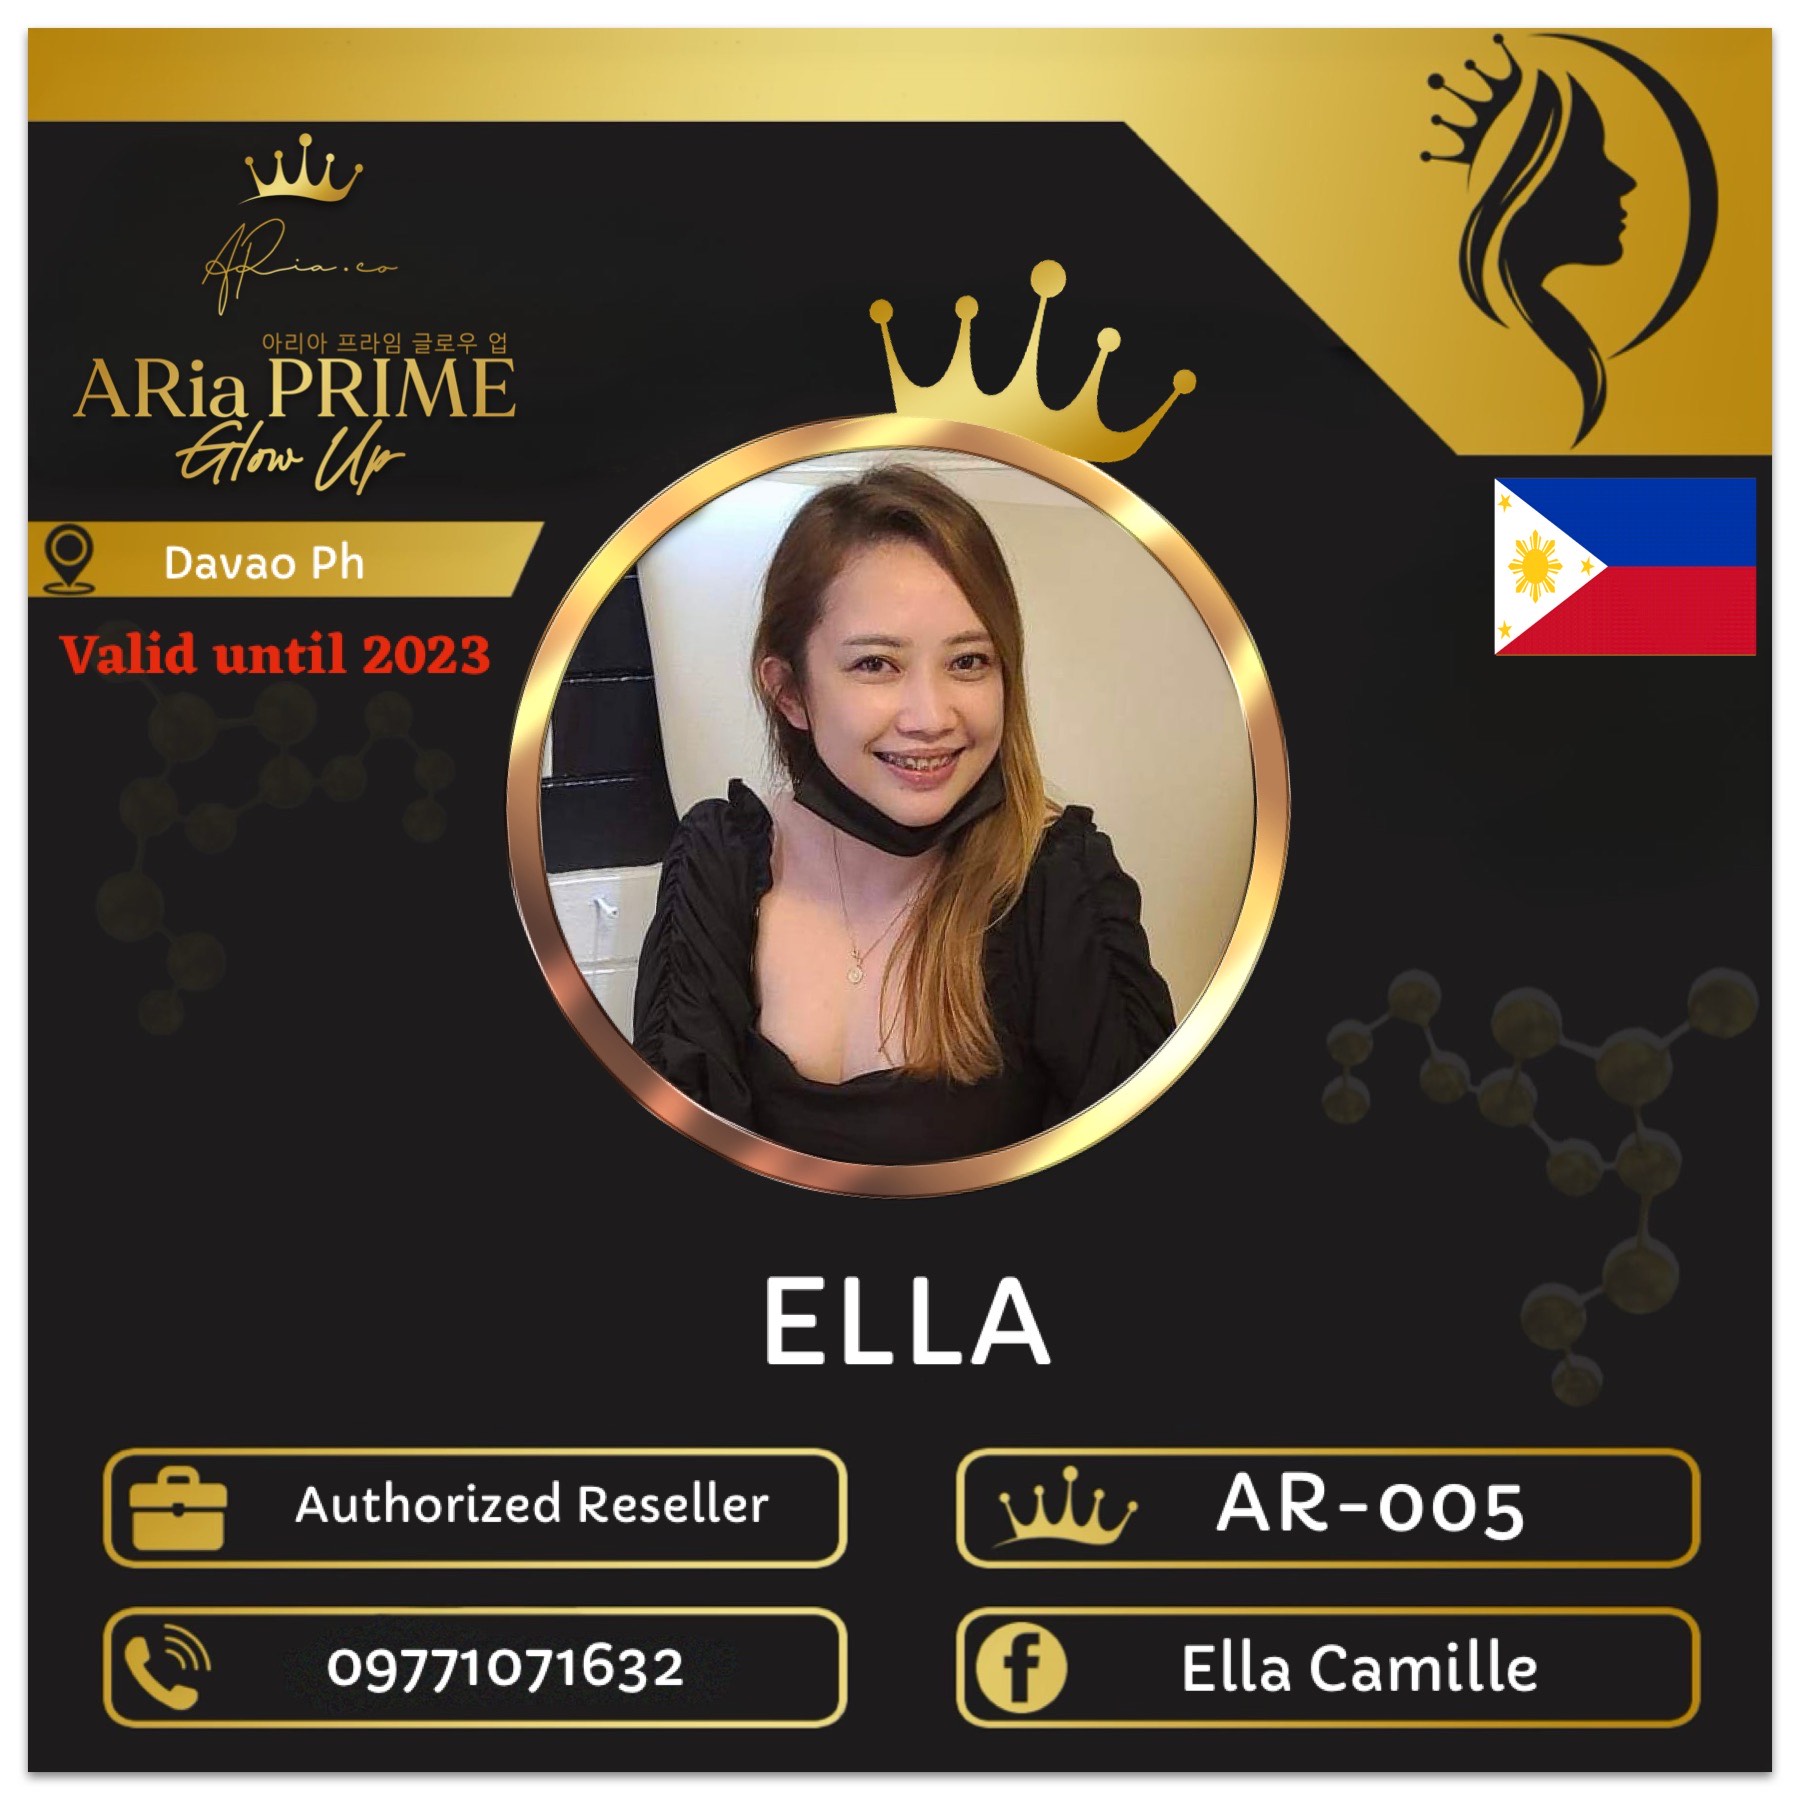 ARia.co
아리아 프라임 글로우 업
ARia PRIME
Glow Up
Davao Ph
Valid until 2023
ELLA
Authorized Reseller
AR-005
09771071632
Ella Camille